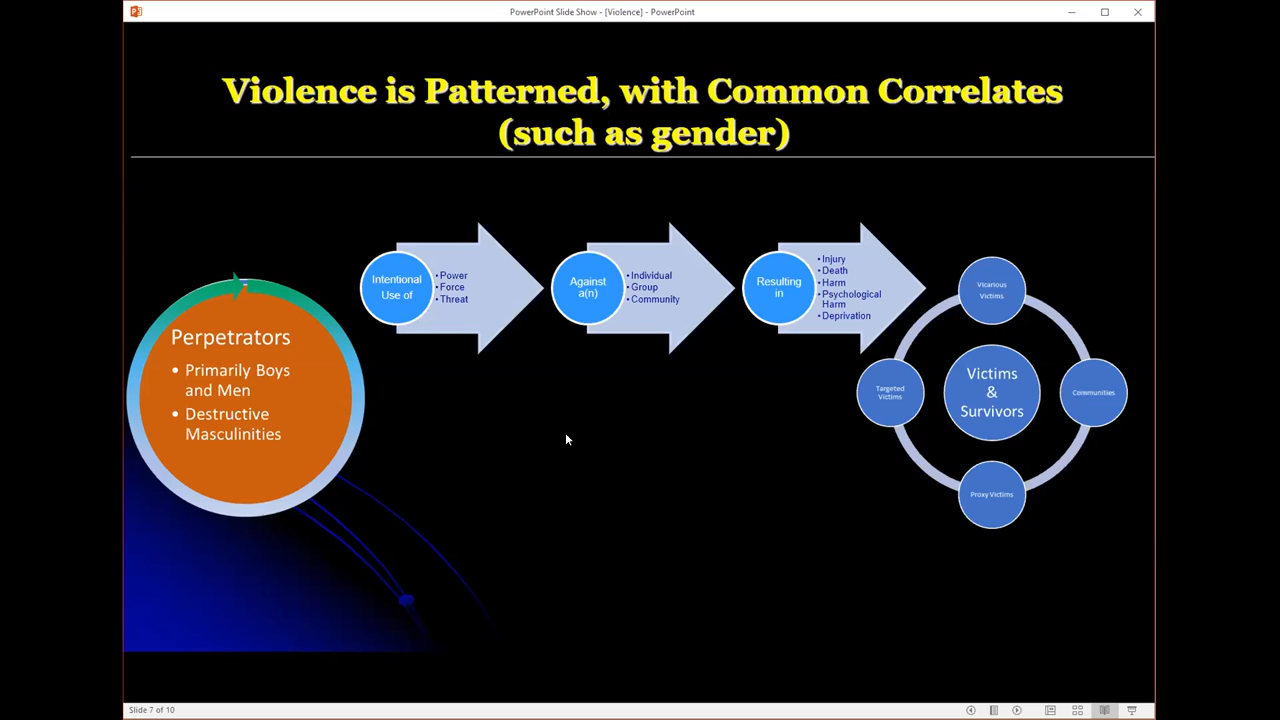 PowerPoint Slide Show - [Violence] - PowerPoint
Violence is Patterned, with Common Correlates
(such as gender)
Perpetrators
• Primarily Boys
and Men
• Destructive
Masculinities
Intentional
Use of
• Power
• Force
• Threat
Against
a(n)
• Individual
• Group
• Community
Resulting
in
• Injury
• Death
• Harm
• Psychological
Harm
• Deprivation
Vicarious
Victims
Targeted
Victims
Victims
&
Survivors
Communities
Proxy Victims
Slide 7 of 10